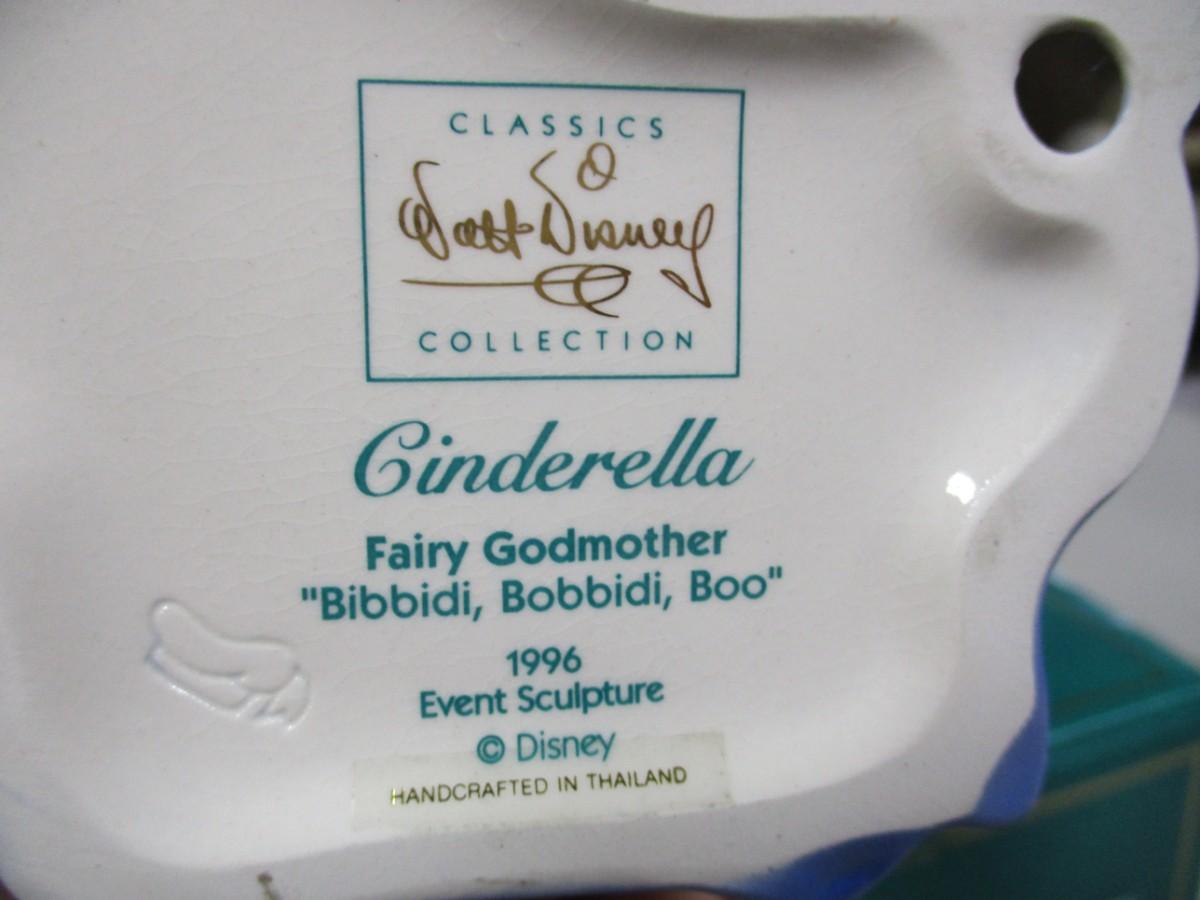 CLASSICS
Walt Disney
COLLECTION
Cinderella
Fairy Godmother
"Bibbidi, Bobbidi, Boo"
1996
Event Sculpture
© Disney
HANDCRAFTED IN THAILAND